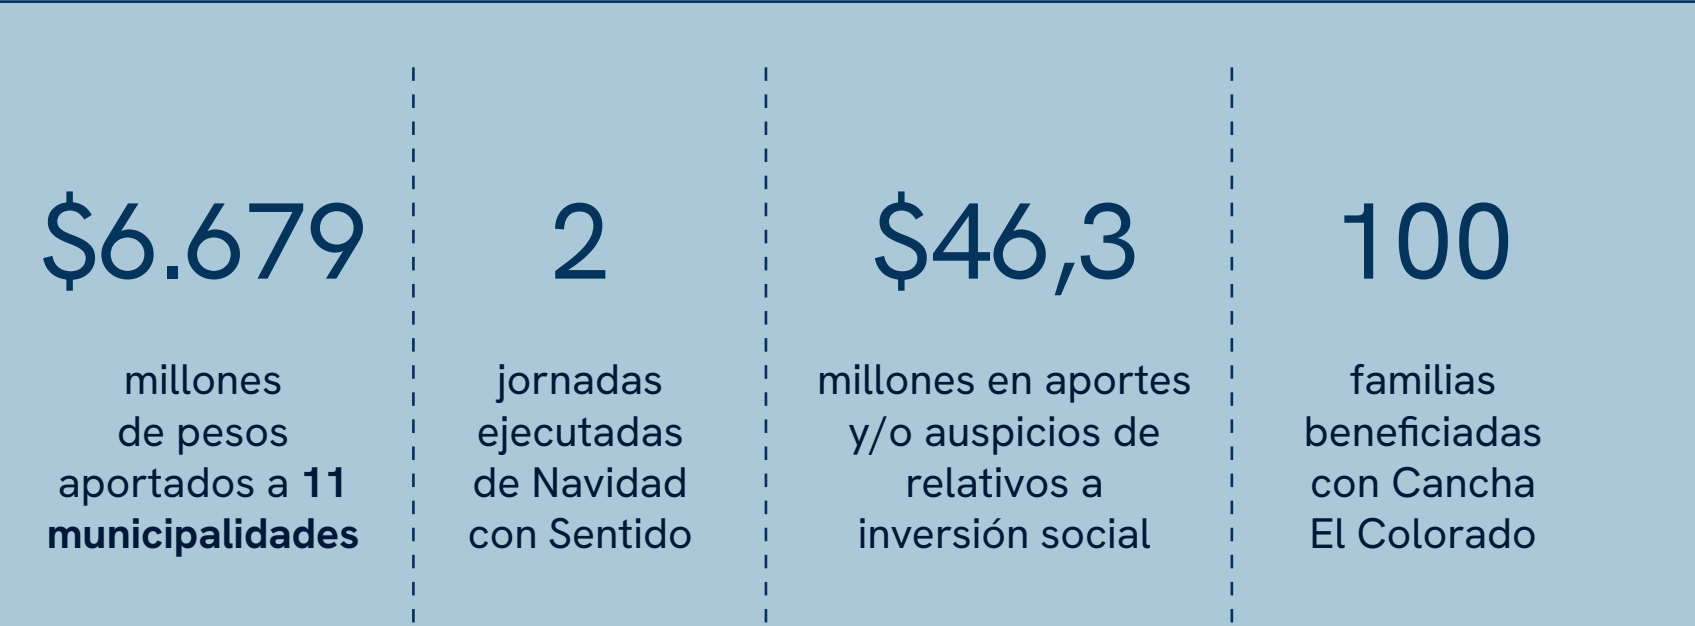 $6.679
millones
de pesos
aportados a 11
municipalidades
2
jornadas
ejecutadas
de Navidad
con Sentido
$46,3
millones en aportes
y/o auspicios de
relativos a
inversión social
100
familias
beneficiadas
con Cancha
El Colorado